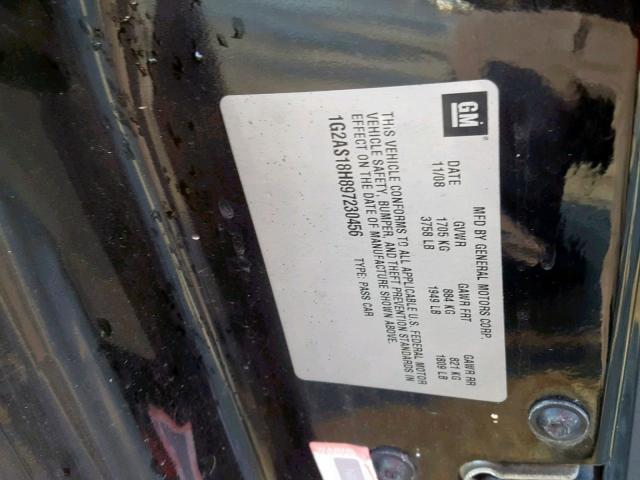 GM
MFD BY GENERAL MOTORS CORP.
DATE GVWR GAWR FRT GAWR RR
11/08 1705 KG 884 KG 821 KG
3758 LB 1949 LB 1809 LB
THIS VEHICLE CONFORMS TO ALL APPLICABLE U.S. FEDERAL MOTOR
VEHICLE SAFETY, BUMPER, AND THEFT PREVENTION STANDARDS IN
EFFECT ON THE DATE OF MANUFACTURE SHOWN ABOVE.
1G2AS18H897230456 TYPE: PASS CAR